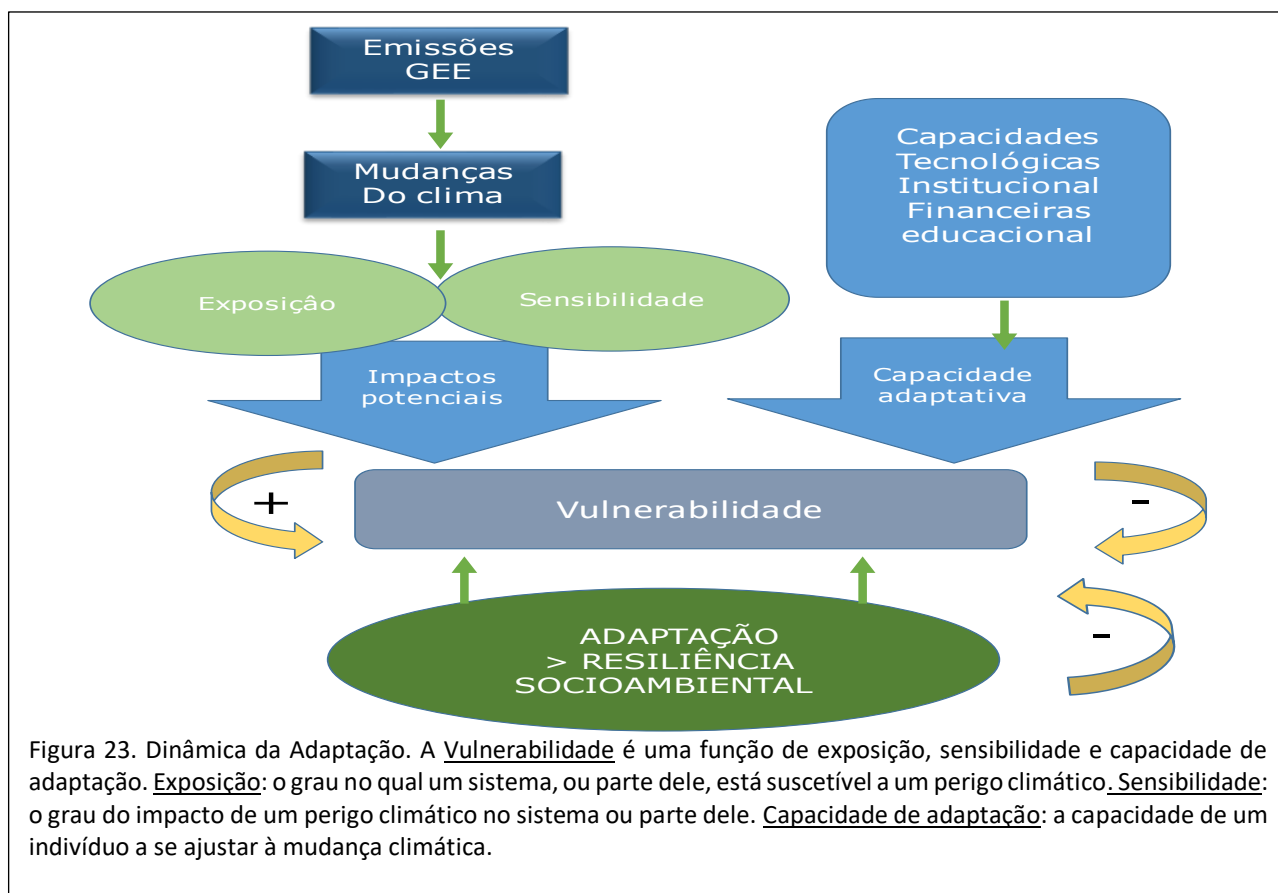 Emissões
GEE
Mudanças
Do clima
Capacidades
Tecnológicas
Institucional
Financeiras
educacional
Exposiçâo
Sensibilidade
Impactos
potenciais
Capacidade
adaptativa
+
Vulnerabilidade
-
ADAPTAÇÃO
> RESILIÊNCIA
SOCIOAMBIENTAL
-
Figura 23. Dinâmica da Adaptação. A Vulnerabilidade é uma função de exposição, sensibilidade e capacidade de
adaptação. Exposição: o grau no qual um sistema, ou parte dele, está suscetível a um perigo climático. Sensibilidade:
o grau do impacto de um perigo climático no sistema ou parte dele. Capacidade de adaptação: a capacidade de um
indivíduo a se ajustar à mudança climática.